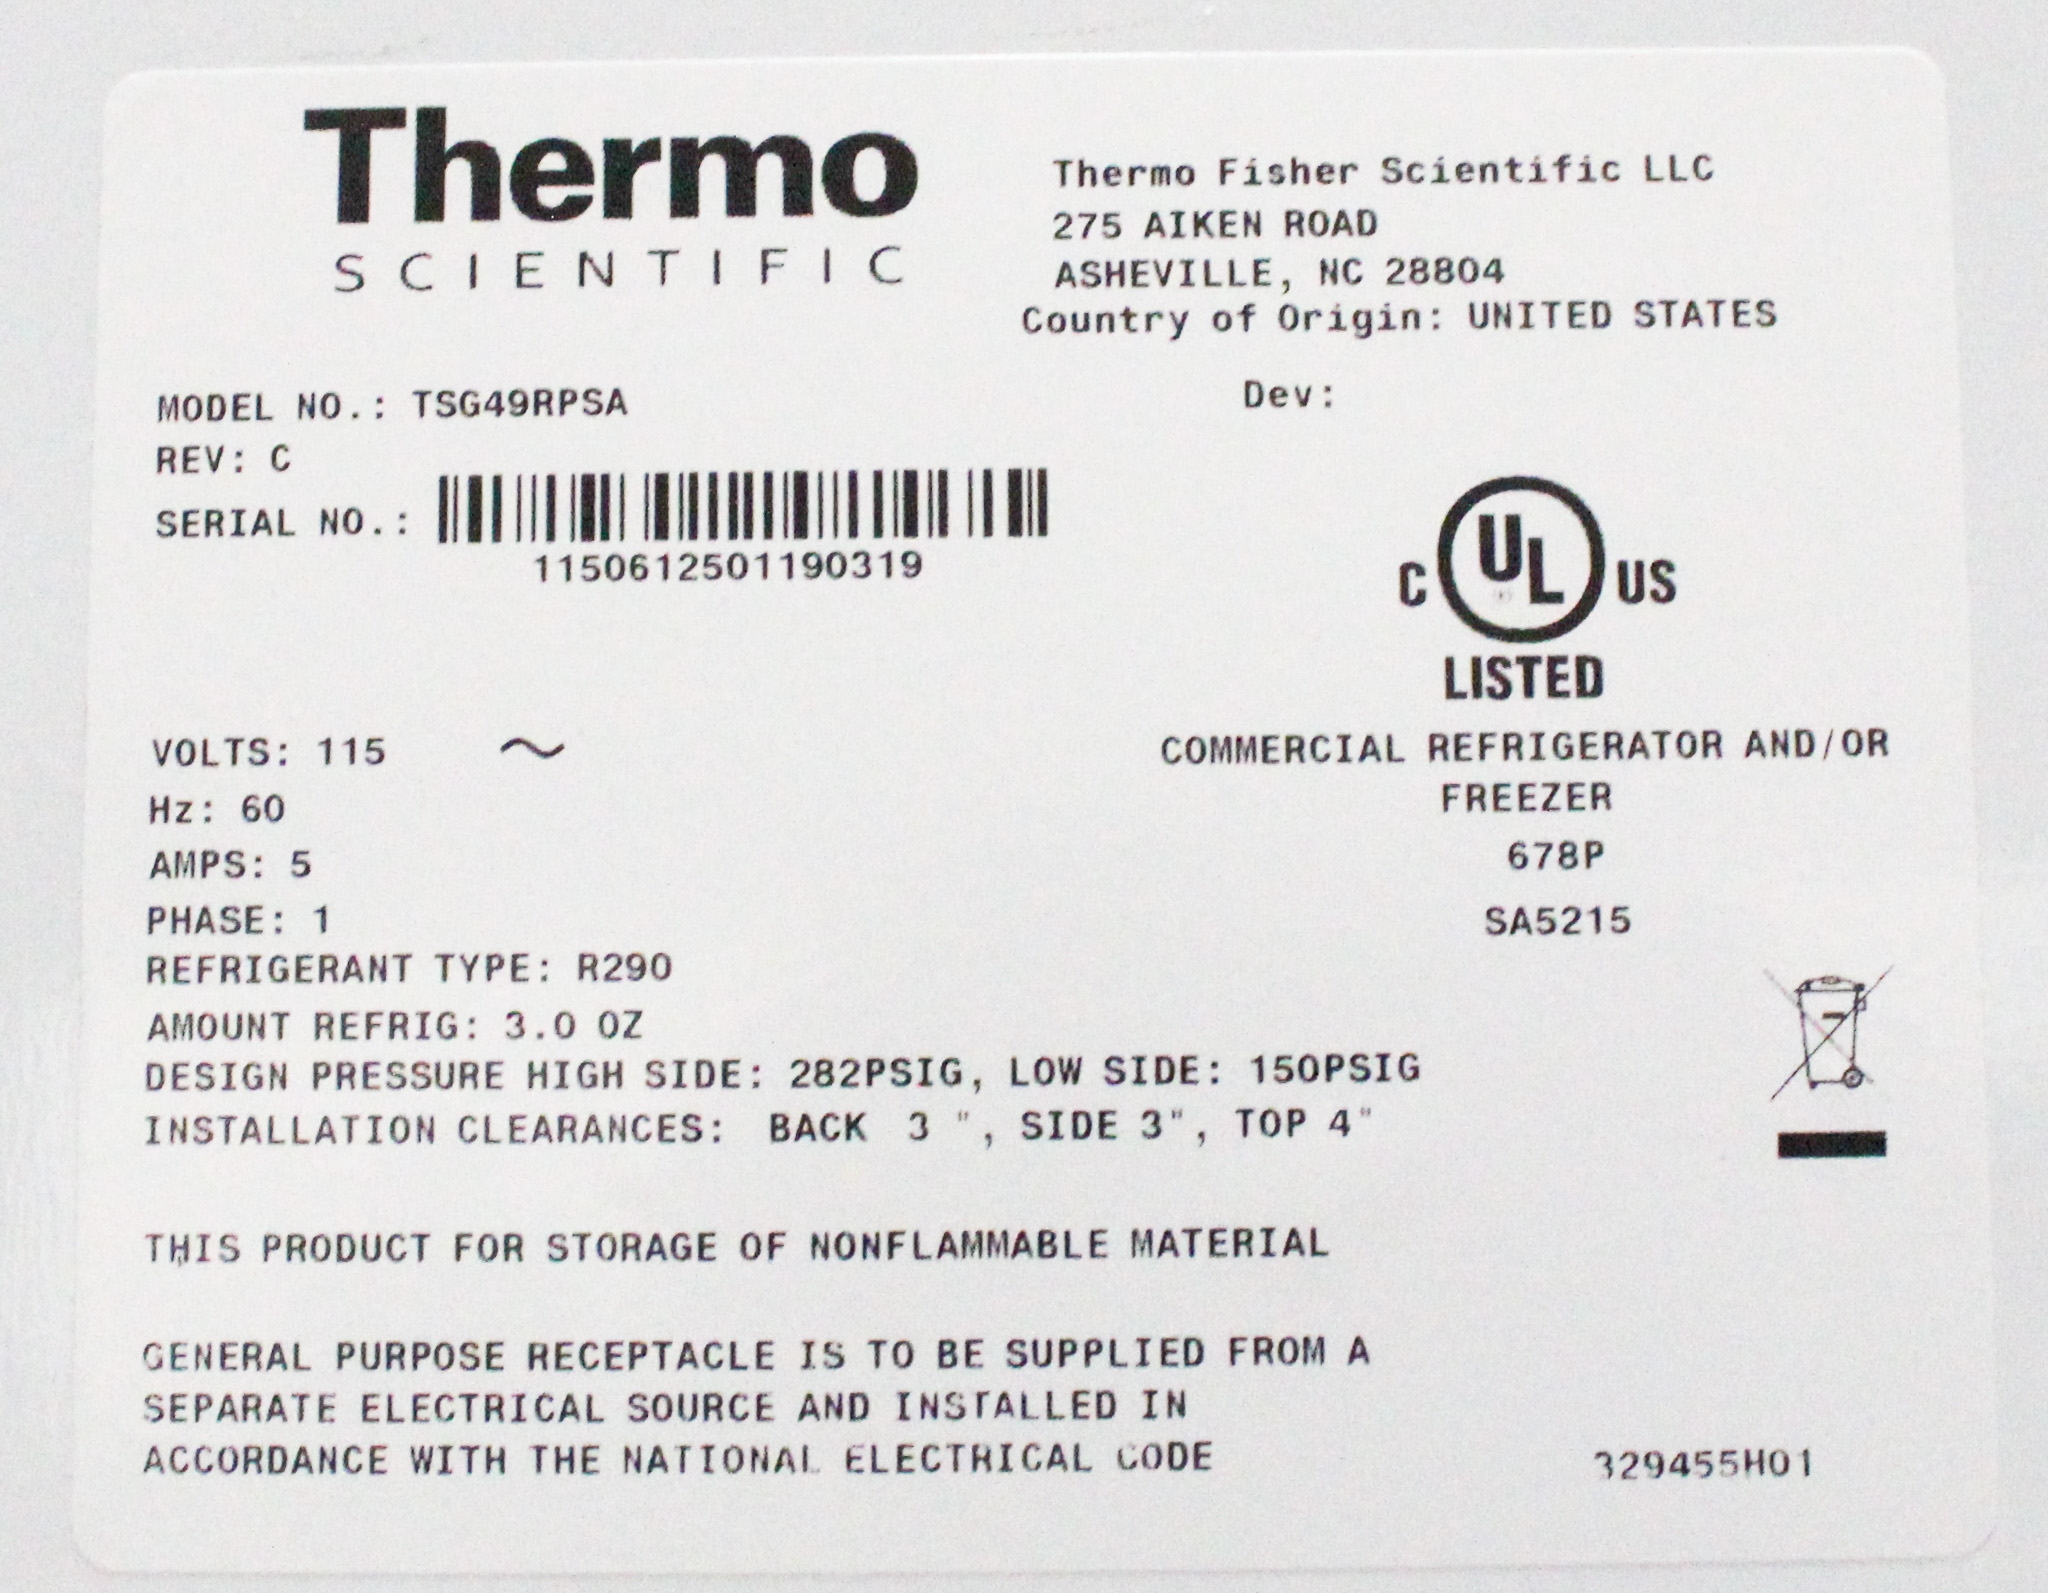 Thermo
SCIENTIFIC
Thermo Fisher Scientific LLC
275 AIKEN ROAD
ASHEVILLE, NC 28804
Country of Origin: UNITED STATES
MODEL NO.: TSG49RPSA
Dev:
REV: C
SERIAL NO.:
1150612501190319
C UL US
LISTED
VOLTS: 115 ~
Hz: 60
AMPS: 5
PHASE: 1
COMMERCIAL REFRIGERATOR AND/OR
FREEZER
678P
SA5215
REFRIGERANT TYPE: R290
AMOUNT REFRIG: 3.0 OZ
DESIGN PRESSURE HIGH SIDE: 282PSIG, LOW SIDE: 150PSIG
INSTALLATION CLEARANCES: BACK 3 ", SIDE 3", TOP 4"
THIS PRODUCT FOR STORAGE OF NONFLAMMABLE MATERIAL
GENERAL PURPOSE RECEPTACLE IS TO BE SUPPLIED FROM A
SEPARATE ELECTRICAL SOURCE AND INSTALLED IN
ACCORDANCE WITH THE NATIONAL ELECTRICAL CODE
329455H01